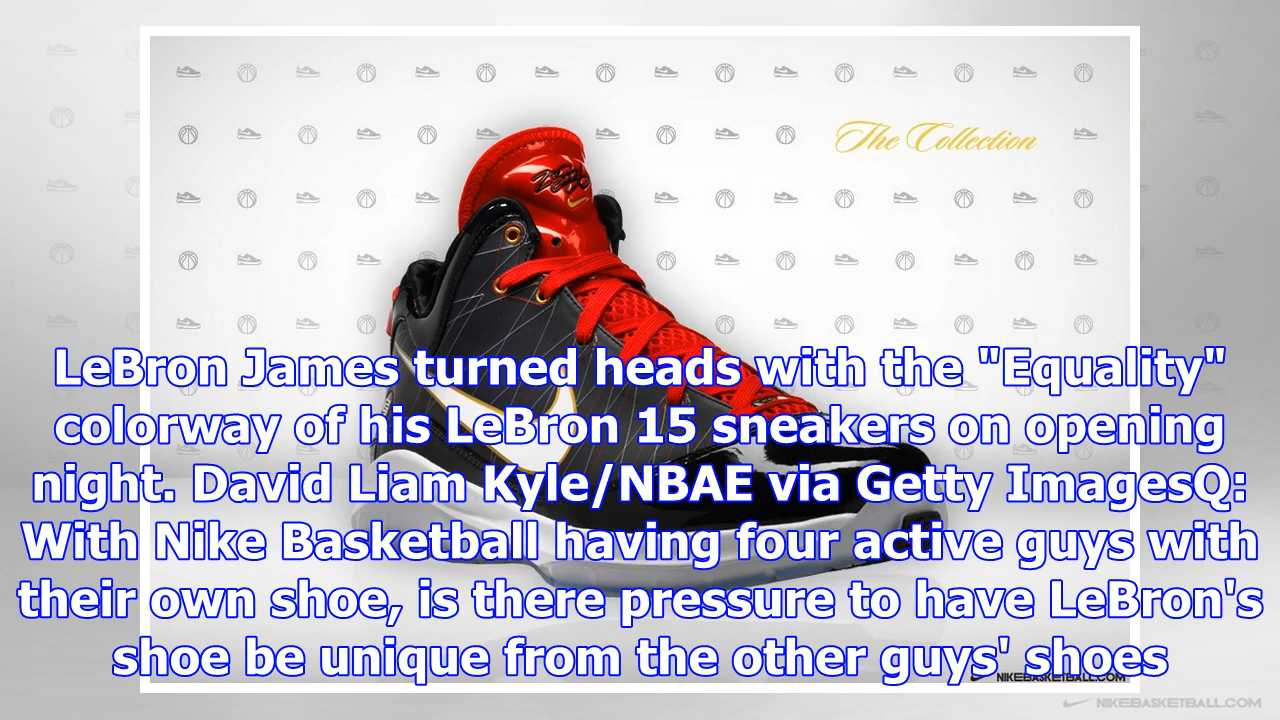 The Collection
LeBron James turned heads with the "Equality"
colorway of his LeBron 15 sneakers on opening
night. David Liam Kyle/NBAE via Getty ImagesQ:
With Nike Basketball having four active guys with
their own shoe, is there pressure to have LeBron's
shoe be unique from the other guys' shoes
NIKEBASKETBALL.COM
NIKEBASKETBALL.COM